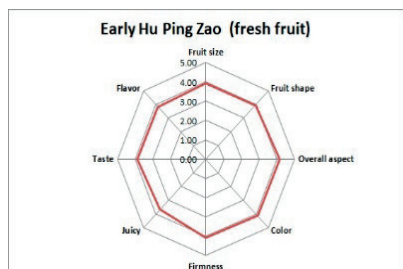 Early Hu Ping Zao (fresh fruit)
Fruit size
5.00
Flavor
4.00
Fruit shape
3.00
2.00
1.00
Taste
0.00
Overall aspect
Juicy
Color
Firmness